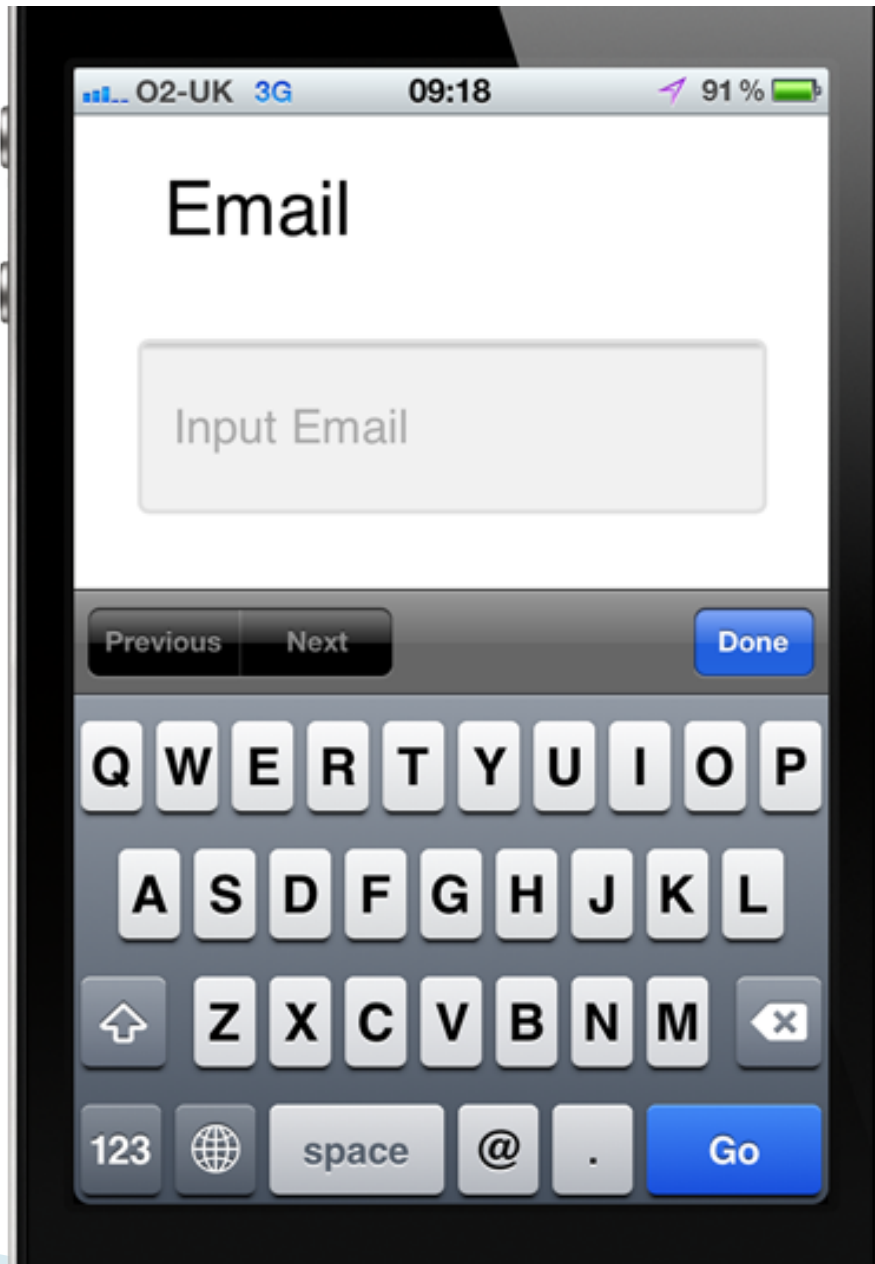 O2-UK 3G 09:18 91%
Email
Input Email
Previous Next Done
Q W E R T Y U I O P
A S D F G H J K L
Z X C V B N M
123 space @ . Go